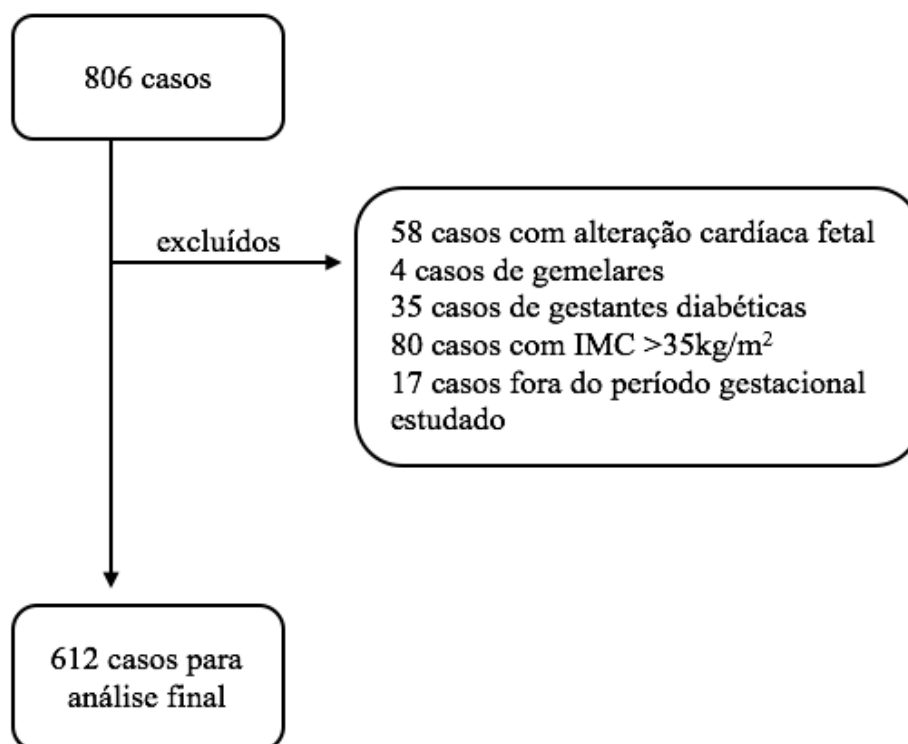 806 casos
excluídos
58 casos com alteração cardíaca fetal
4 casos de gemelares
35 casos de gestantes diabéticas
80 casos com IMC >35kg/m²
17 casos fora do período gestacional
estudado
612 casos para
análise final